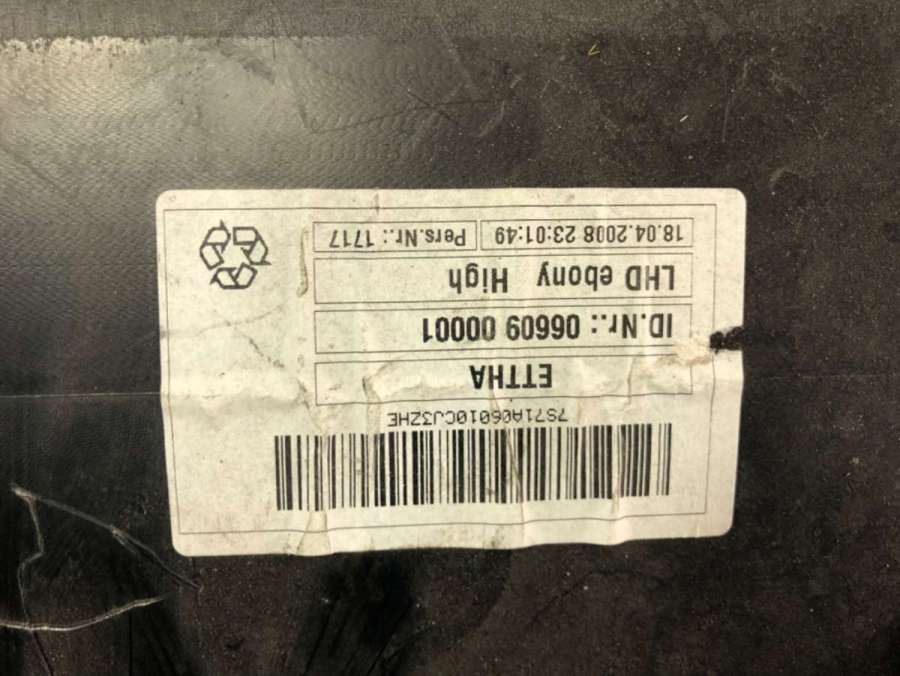 7S71A06010CJ3ZHE
ETTHA
ID.Nr.: 06609 00001
LHD ebony High
18.04.2008 23:01:49 Pers.Nr.: 1717